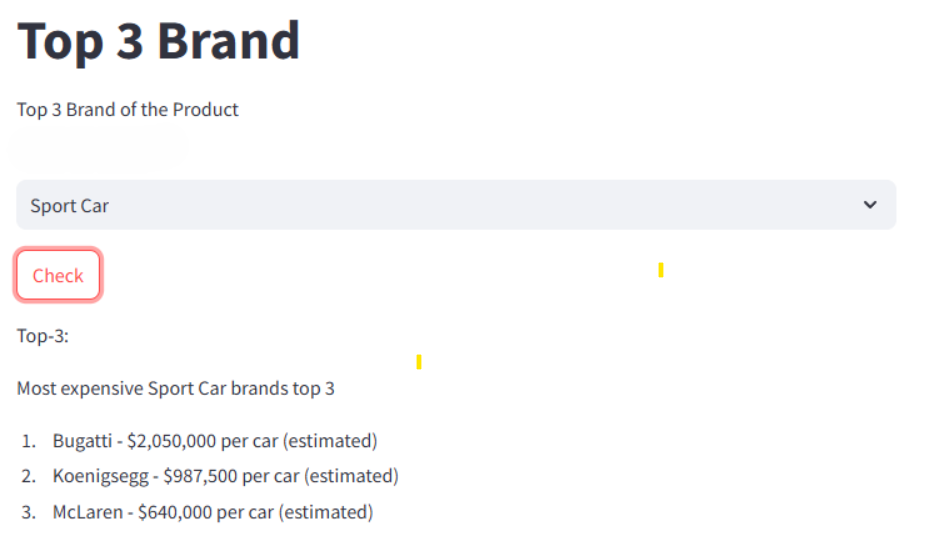 Top 3 Brand
Top 3 Brand of the Product
Sport Car
Check
Top-3:
Most expensive Sport Car brands top 3
1. Bugatti - $2,050,000 per car (estimated)
2. Koenigsegg - $987,500 per car (estimated)
3. McLaren - $640,000 per car (estimated)